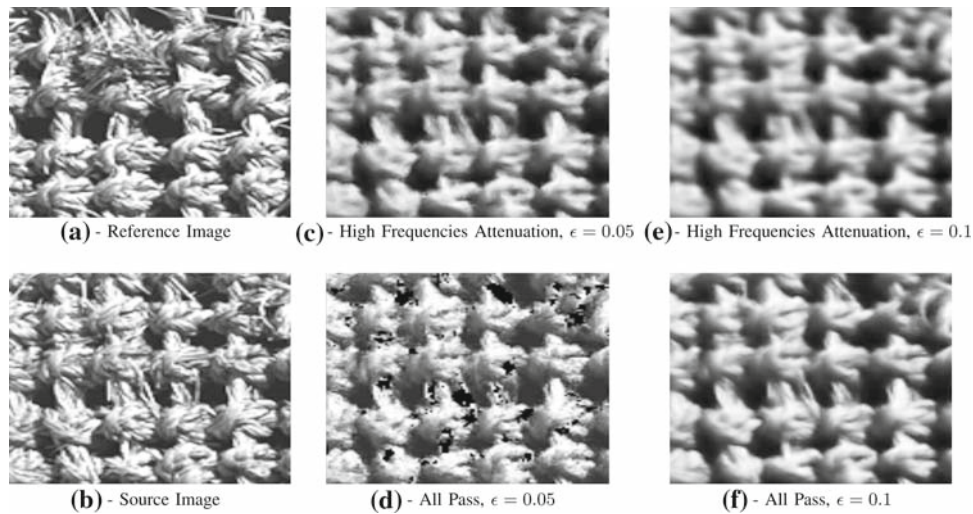 (a) - Reference Image
(c) - High Frequencies Attenuation, ϵ = 0.05
(e) - High Frequencies Attenuation, ϵ = 0.1
(b) - Source Image
(d) - All Pass, ϵ = 0.05
(f) - All Pass, ϵ = 0.1